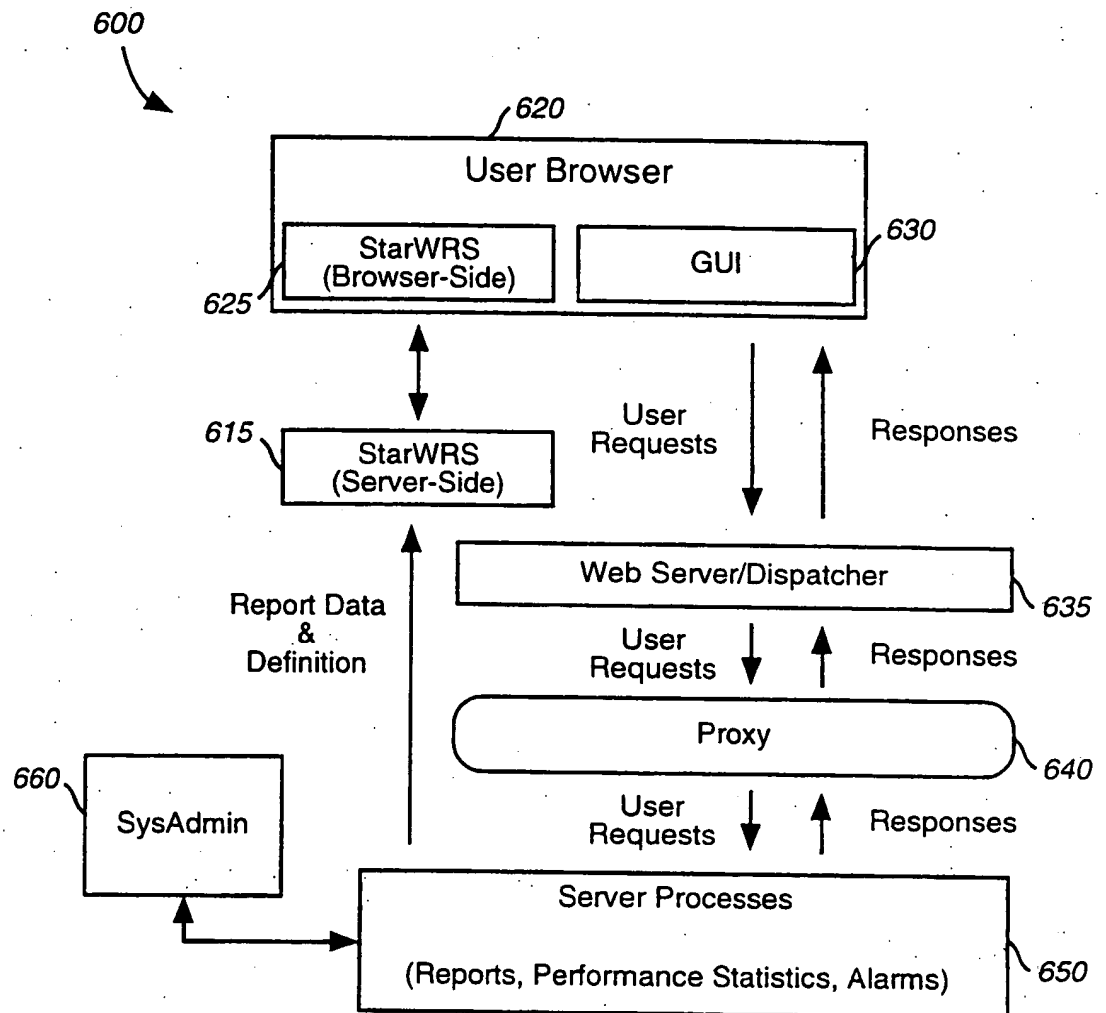 600
620
User Browser
StarWRS
(Browser-Side)
GUI
630
625
User
Requests
Responses
615
StarWRS
(Server-Side)
Web Server/Dispatcher
635
Report Data
&
Definition
User
Requests
Responses
Proxy
640
660
SysAdmin
User
Requests
Responses
Server Processes
(Reports, Performance Statistics, Alarms)
650